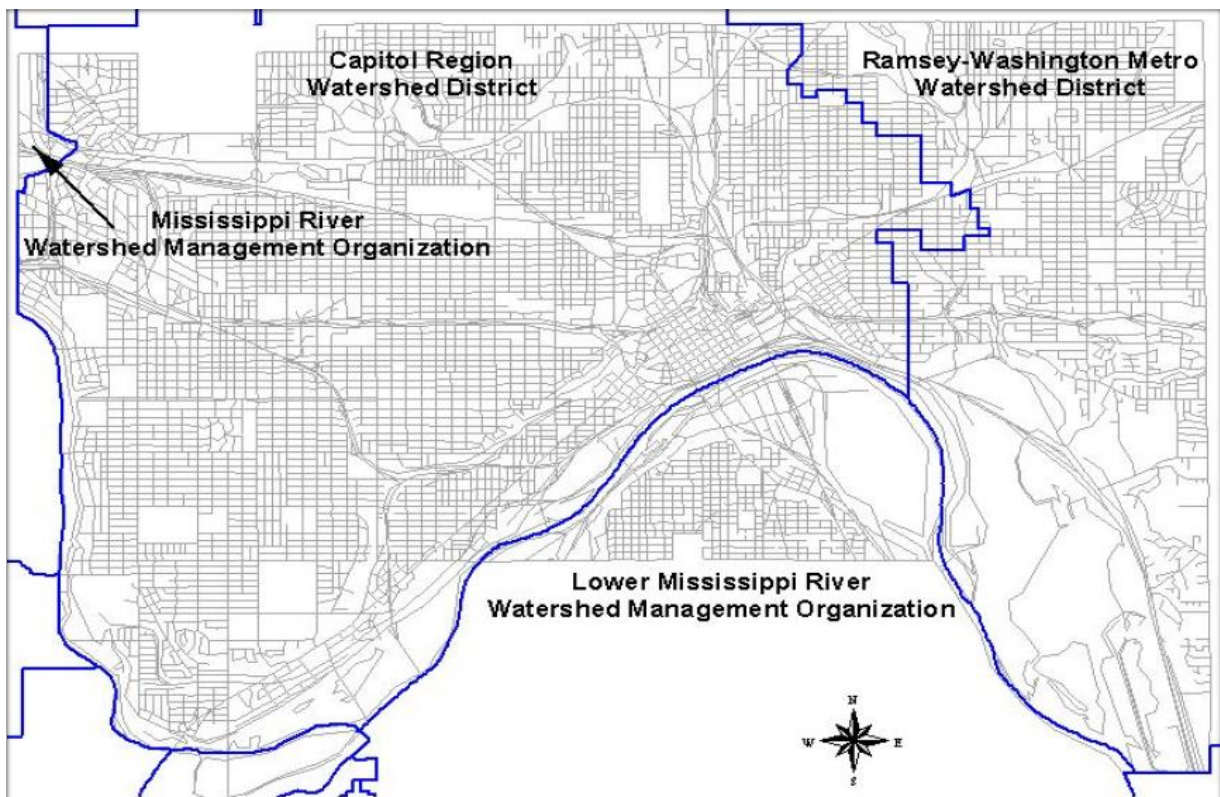 Capitol Region
Watershed District
Ramsey-Washington Metro
Watershed District
Mississippi River
Watershed Management Organization
Lower Mississippi River
Watershed Management Organization
N
W E
S